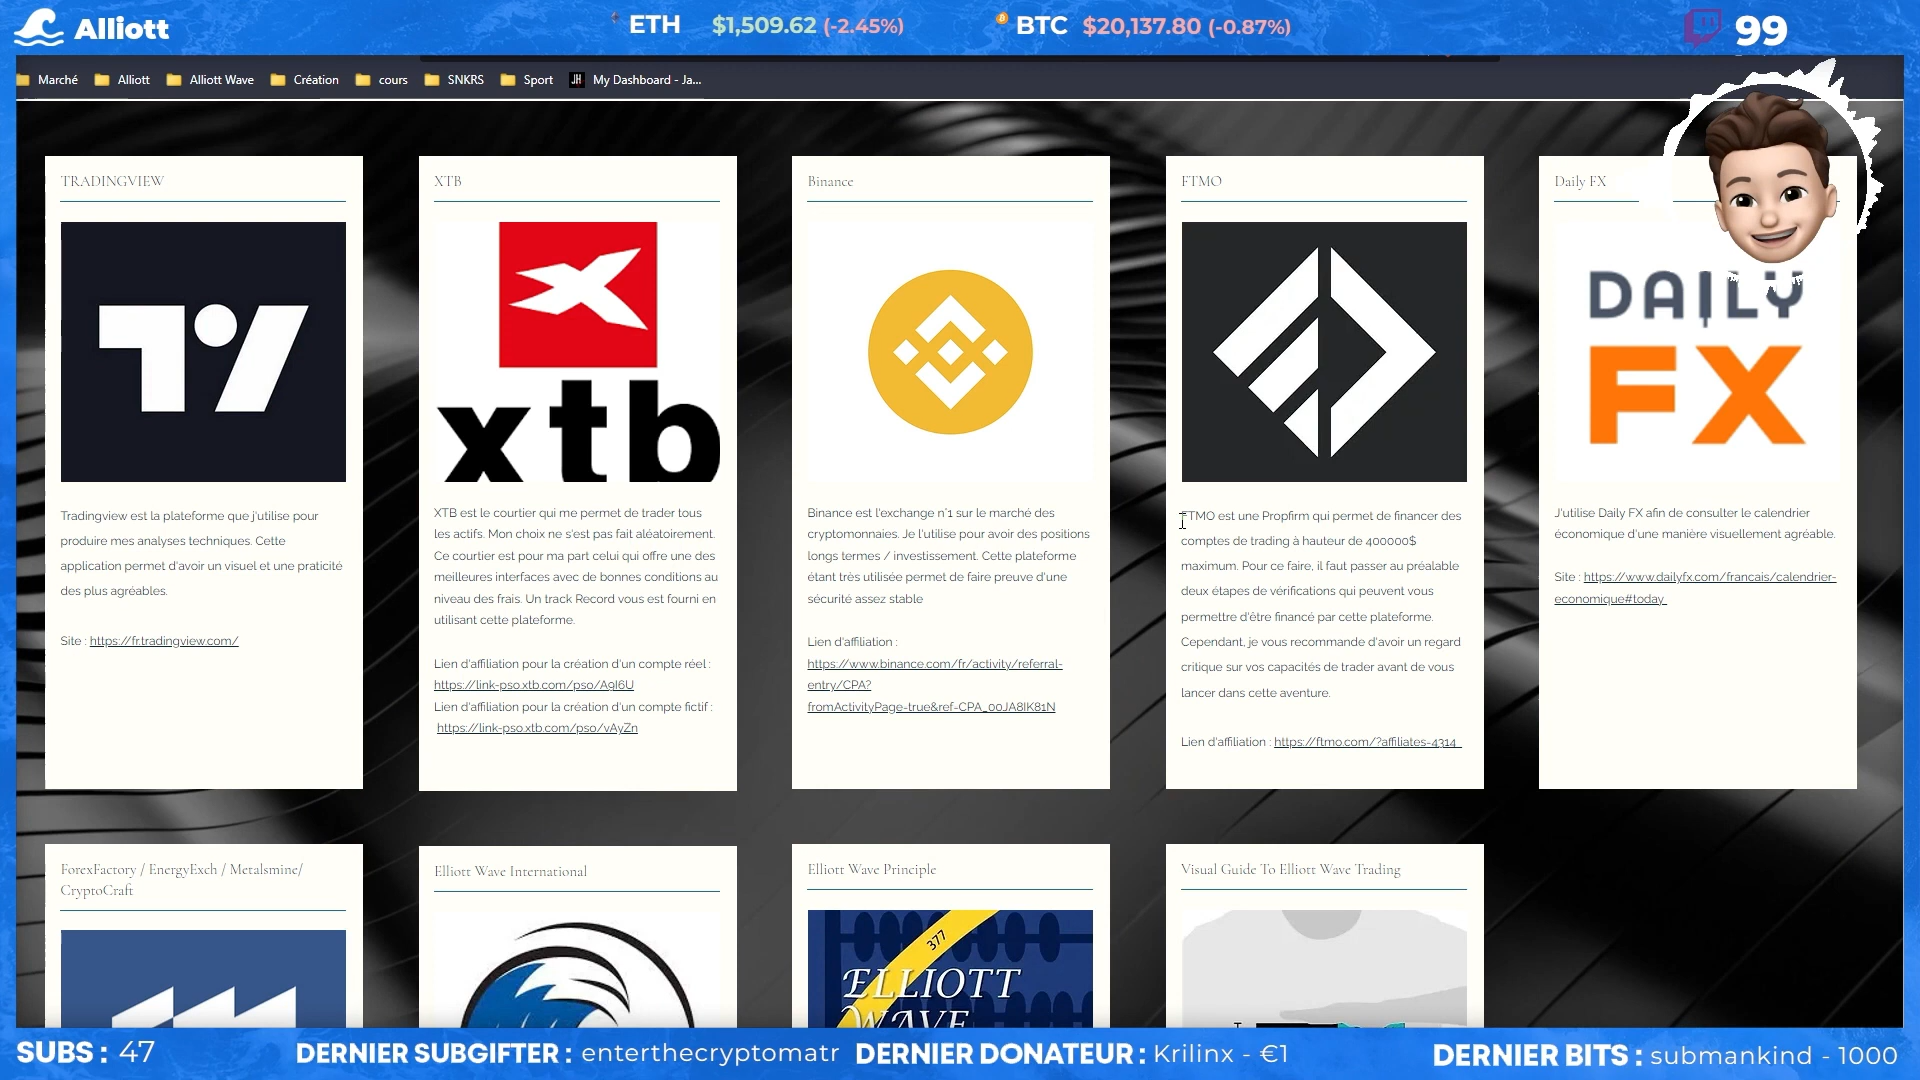 Alliott
ETH $1,509.62 (-2.45%)
BTC $20,137.80 (-0.87%)
99
Marché
Alliott
Alliott Wave
Création
cours
SNKRS
Sport
JH
My Dashboard - Ja...
TRADINGVIEW
Tradingview est la plateforme que j'utilise pour
produire mes analyses techniques. Cette
application permet d'avoir un visuel et une praticité
des plus agréables.
Site : https://fr.tradingview.com/
XTB
xtb
XTB est le courtier qui me permet de trader tous
les actifs. Mon choix ne s'est pas fait aléatoirement.
Ce courtier est pour ma part celui qui offre une des
meilleures interfaces avec de bonnes conditions au
niveau des frais. Un track Record vous est fourni en
utilisant cette plateforme.
Lien d'affiliation pour la création d'un compte réel :
https://link-pso.xtb.com/pso/A9I6U
Lien d'affiliation pour la création d'un compte fictif :
https://link-pso.xtb.com/pso/vAyZn
Binance
Binance est l'exchange n°1 sur le marché des
cryptomonnaies. Je l'utilise pour avoir des positions
longs termes / investissement. Cette plateforme
étant très utilisée permet de faire preuve d'une
sécurité assez stable
Lien d'affiliation :
https://www.binance.com/fr/activity/referral-
entry/CPA?
fromActivityPage=true&ref=CPA_00JA8IK81N
FTMO
FTMO est une Propfirm qui permet de financer des
comptes de trading à hauteur de 400000$
maximum. Pour ce faire, il faut passer au préalable
deux étapes de vérifications qui peuvent vous
permettre d'être financé par cette plateforme.
Cependant, je vous recommande d'avoir un regard
critique sur vos capacités de trader avant de vous
lancer dans cette aventure.
Lien d'affiliation : https://ftmo.com/?affiliates=4314
Daily FX
DAILY
FX
J'utilise Daily FX afin de consulter le calendrier
économique d'une manière visuellement agréable.
Site : https://www.dailyfx.com/francais/calendrier-
economique#today
ForexFactory / EnergyExch / Metalsmine/
CryptoCraft
Elliott Wave International
Elliott Wave Principle
377
ELLIOTT
WAVE
Visual Guide To Elliott Wave Trading
SUBS : 47
DERNIER SUBGIFTER : enterthecryptomatr
DERNIER DONATEUR : Krilinx - €1
DERNIER BITS : submankind - 1000